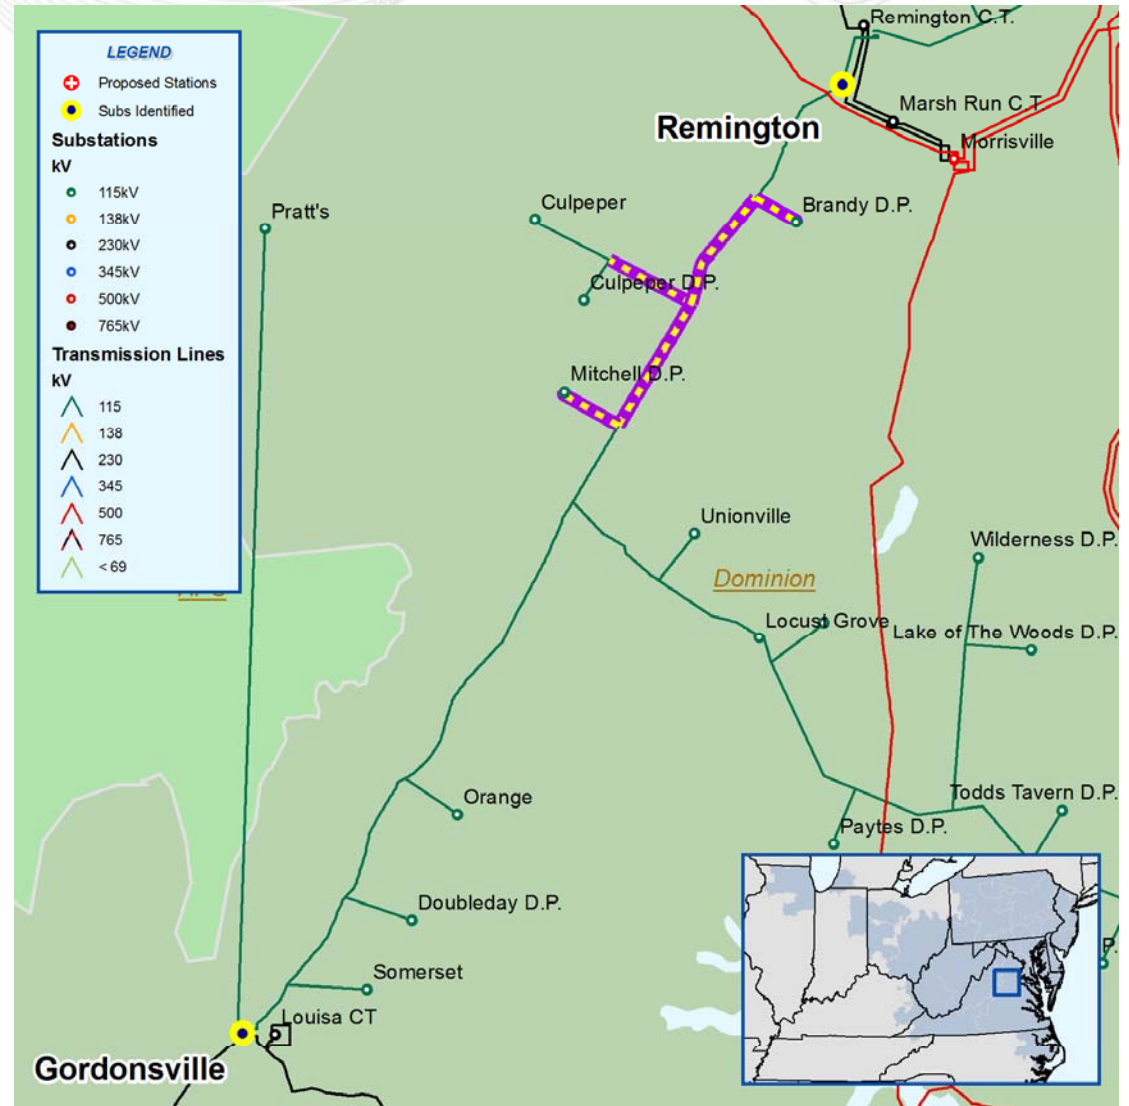 LEGEND
Proposed Stations
Subs Identified
Substations
kV
115kV
138kV
230kV
345kV
500kV
765kV
Transmission Lines
kV
115
138
230
345
500
765
< 69
Remington C.T.
Marsh Run C.T.
Remington
Morrisville
Culpeper
Brandy D.P.
Pratt's
Culpeper D.P.
Mitchell D.P.
Unionville
Wilderness D.P.
Dominion
Locust Grove
Lake of The Woods D.P.
Orange
Todds Tavern D.P.
Paytes D.P.
Doubleday D.P.
P.
Somerset
Louisa CT
Gordonsville